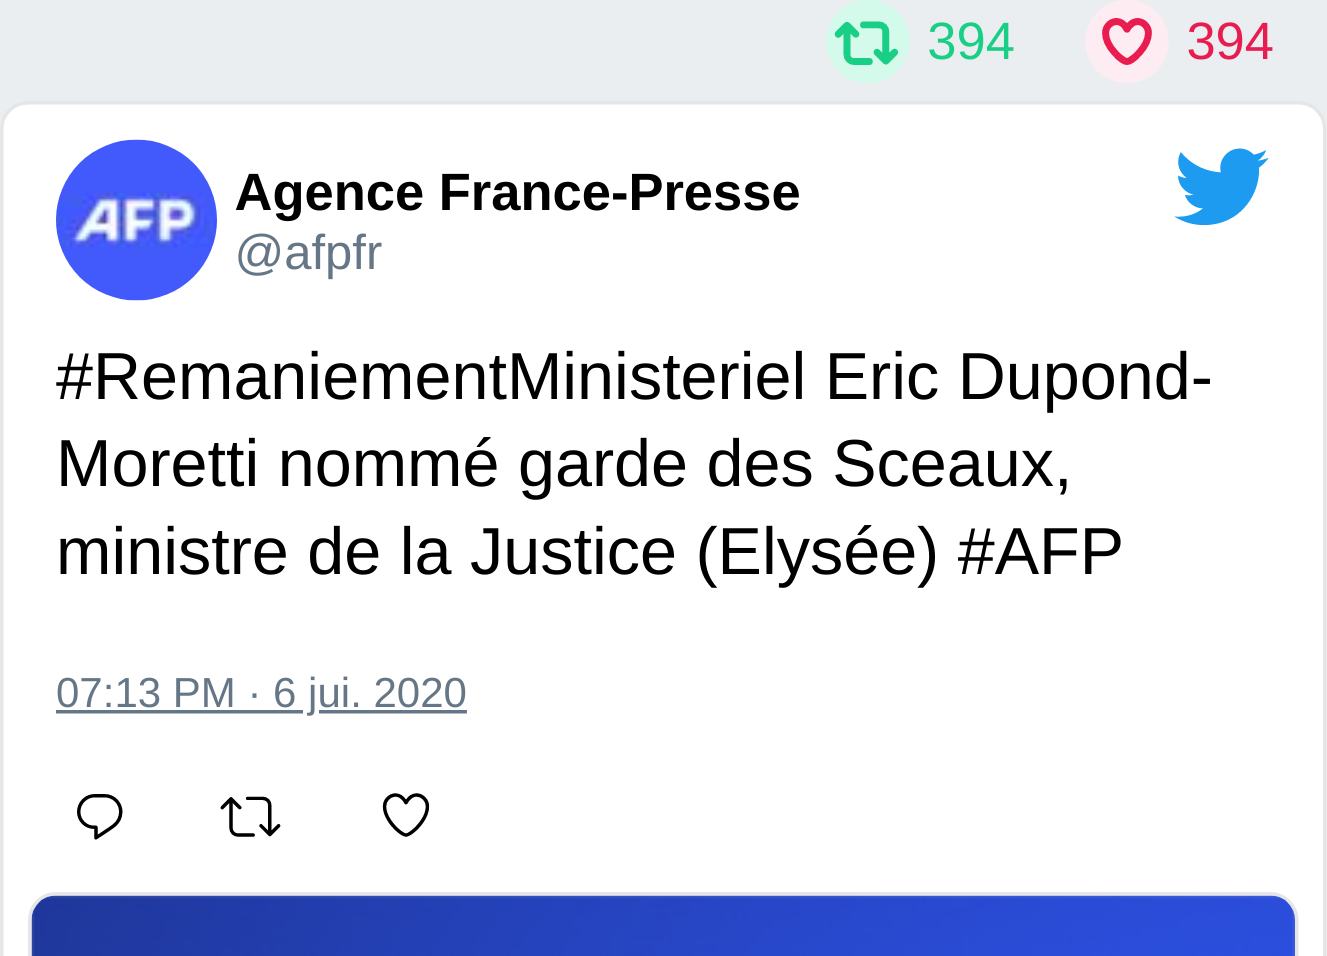 394 394
AFP
Agence France-Presse
@afpfr
#RemaniementMinisteriel Eric Dupond-
Moretti nommé garde des Sceaux,
ministre de la Justice (Elysée) #AFP
07:13 PM · 6 jui. 2020